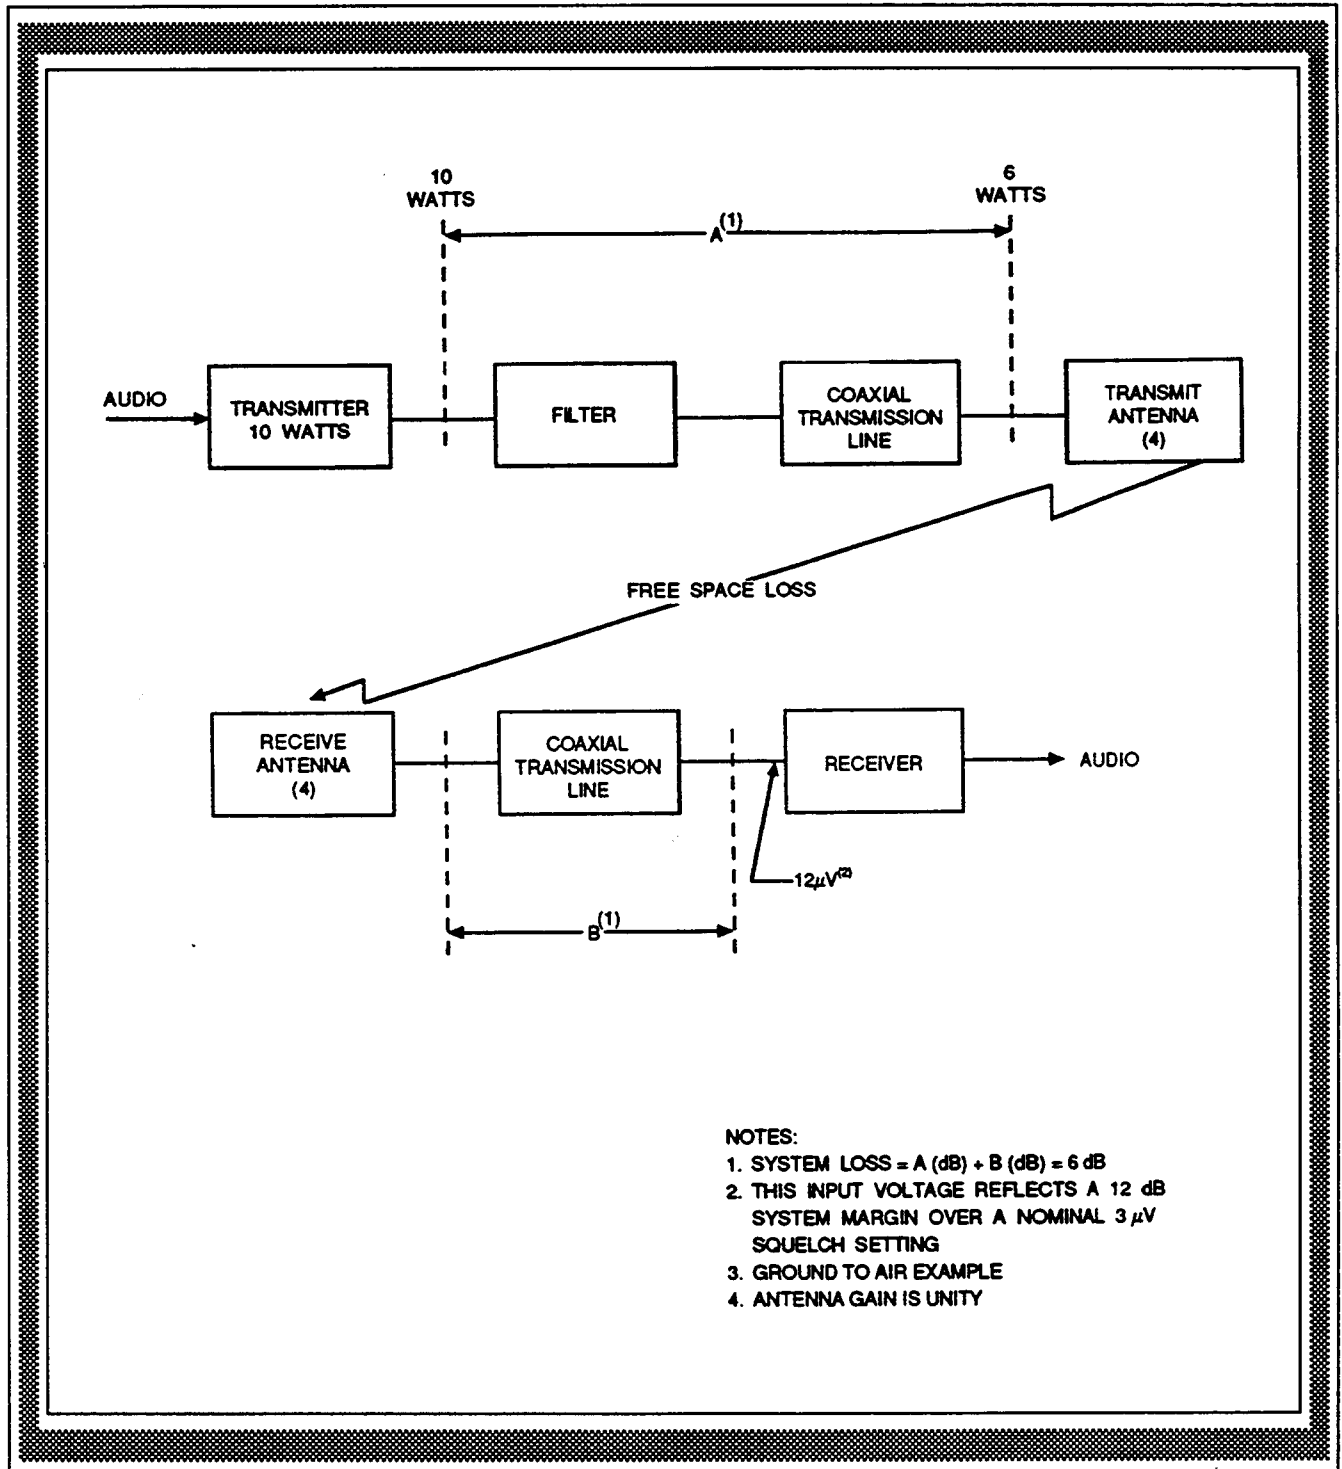 10
WATTS
6
WATTS
A(1)
AUDIO
TRANSMITTER
10 WATTS
FILTER
COAXIAL
TRANSMISSION
LINE
TRANSMIT
ANTENNA
(4)
FREE SPACE LOSS
RECEIVE
ANTENNA
(4)
COAXIAL
TRANSMISSION
LINE
RECEIVER
AUDIO
12μV(2)
B(1)
NOTES:
1. SYSTEM LOSS = A (dB) + B (dB) = 6 dB
2. THIS INPUT VOLTAGE REFLECTS A 12 dB
SYSTEM MARGIN OVER A NOMINAL 3 μV
SQUELCH SETTING
3. GROUND TO AIR EXAMPLE
4. ANTENNA GAIN IS UNITY